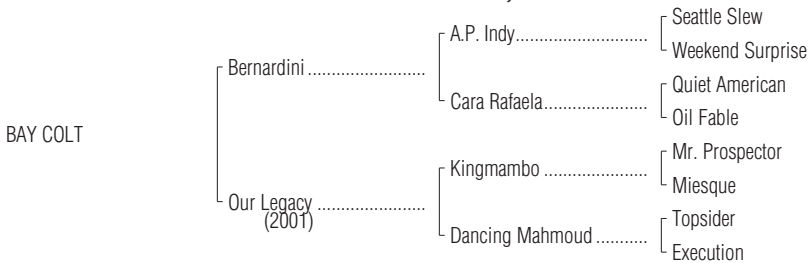 Seattle Slew
A.P. Indy..............................
Weekend Surprise
Bernardini ...........................
Quiet American
Cara Rafaela........................
Oil Fable
BAY COLT
Mr. Prospector
Kingmambo ........................
Miesque
Our Legacy .........................
(2001)
Topsider
Dancing Mahmoud ............
Execution